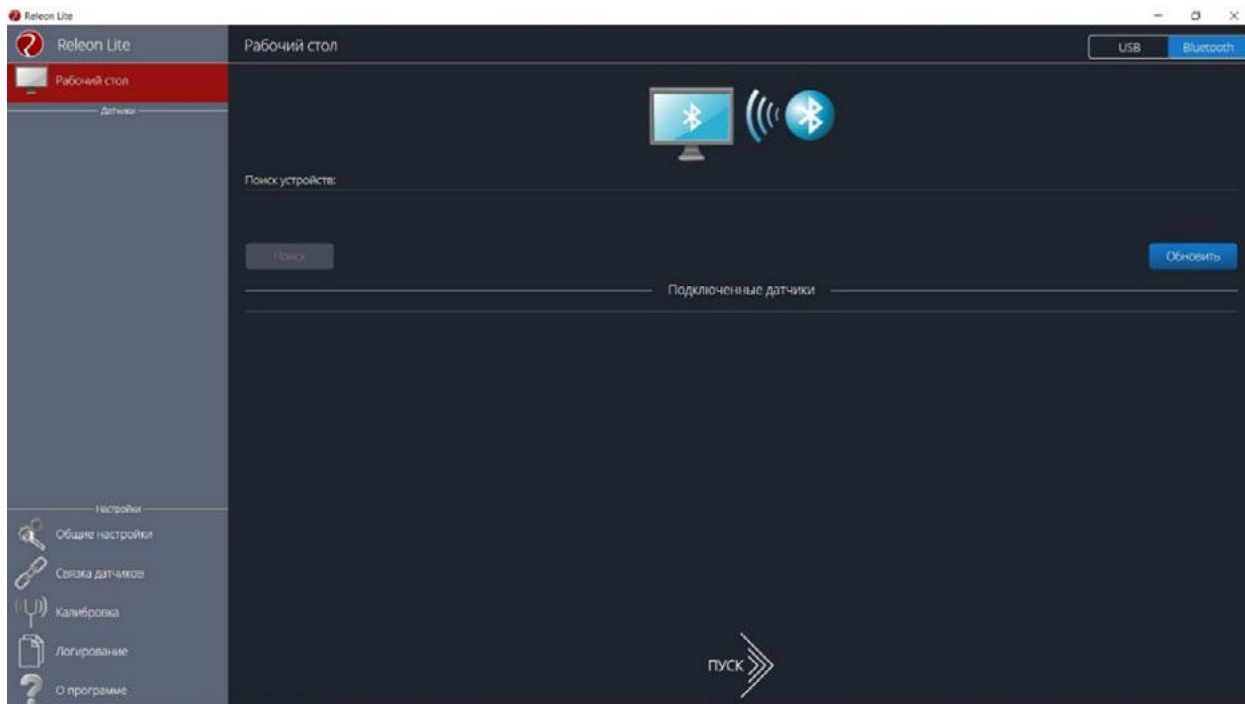 Releon Lite
Releon Lite
Рабочий стол
USB
Bluetooth
Рабочий стол
Датчики
Поиск устройств:
Поиск
Обновить
Подключенные датчики
Настройки
Общие настройки
Связка датчиков
Калибровка
Логирование
О программе
ПУСК